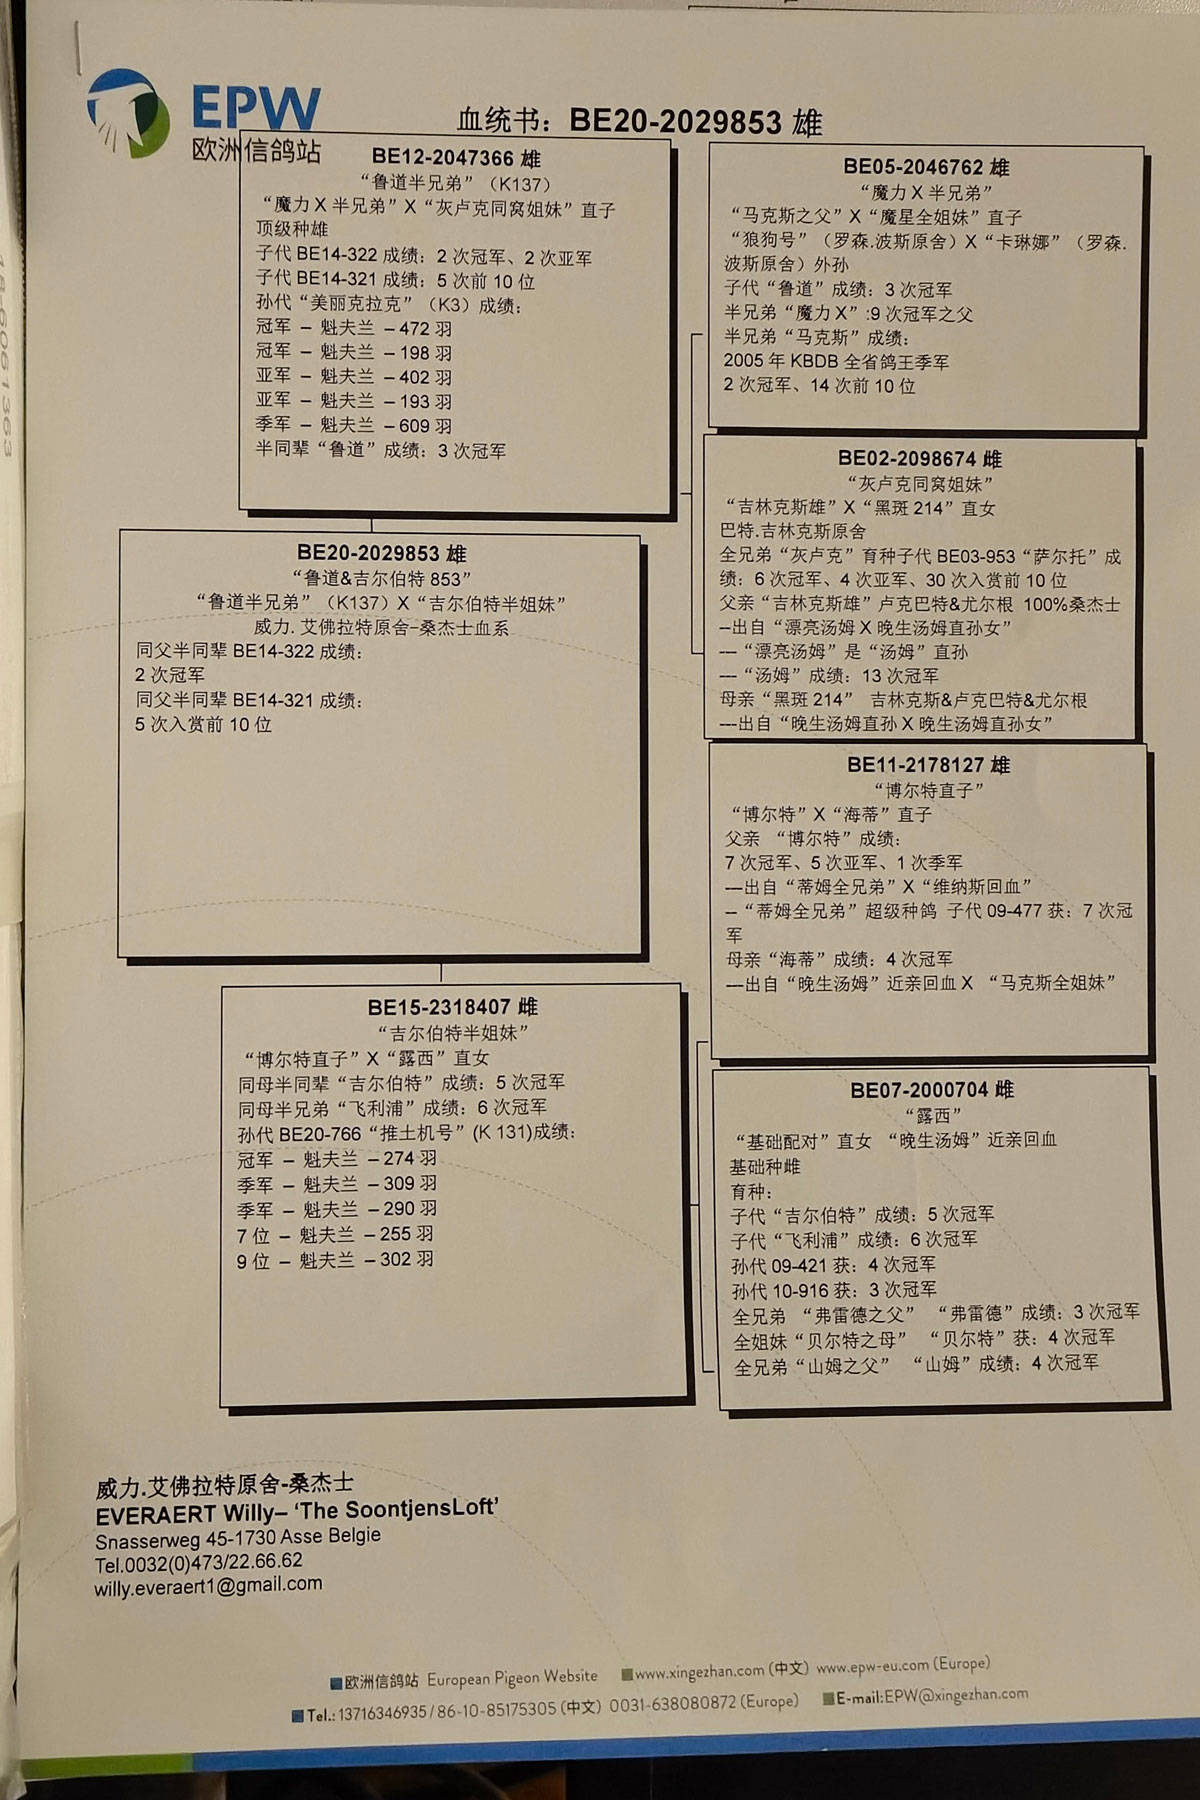 EPW
欧洲信鸽站
血统书：BE20-2029853 雄
BE12-2047366 雄
“鲁道半兄弟”（K137）
“魔力 X 半兄弟” X “灰卢克同窝姐妹” 直子
顶级种雄
子代 BE14-322 成绩：2 次冠军、2 次亚军
子代 BE14-321 成绩：5 次前 10 位
孙代“美丽克拉克”（K3）成绩：
冠军 – 魁夫兰 – 472 羽
冠军 – 魁夫兰 – 198 羽
亚军 – 魁夫兰 – 402 羽
亚军 – 魁夫兰 – 193 羽
季军 – 魁夫兰 – 609 羽
半同辈“鲁道”成绩：3 次冠军
BE20-2029853 雄
“鲁道&吉尔伯特 853”
“鲁道半兄弟”（K137）X “吉尔伯特半姐妹”
威力. 艾佛拉特原舍–桑杰士血系
同父半同辈 BE14-322 成绩：
2 次冠军
同父半同辈 BE14-321 成绩：
5 次入赏前 10 位
BE15-2318407 雌
“吉尔伯特半姐妹”
“博尔特直子” X “露西” 直女
同母半同辈“吉尔伯特”成绩：5 次冠军
同母半兄弟“飞利浦”成绩：6 次冠军
孙代 BE20-766 “推土机号” (K 131)成绩：
冠军 – 魁夫兰 – 274 羽
季军 – 魁夫兰 – 309 羽
季军 – 魁夫兰 – 290 羽
7 位 – 魁夫兰 – 255 羽
9 位 – 魁夫兰 – 302 羽
BE05-2046762 雄
“魔力 X 半兄弟”
“马克斯之父” X “魔星全姐妹” 直子
“狼狗号”（罗森.波斯原舍）X “卡琳娜”（罗森.
波斯原舍）外孙
子代“鲁道”成绩：3 次冠军
半兄弟“魔力 X” :9 次冠军之父
半兄弟“马克斯”成绩：
2005 年 KBDB 全省鸽王季军
2 次冠军、14 次前 10 位
BE02-2098674 雌
“灰卢克同窝姐妹”
“吉林克斯雄” X “黑斑 214” 直女
巴特.吉林克斯原舍
全兄弟“灰卢克”育种子代 BE03-953 “萨尔托”成
绩：6 次冠军、4 次亚军、30 次入赏前 10 位
父亲“吉林克斯雄”卢克巴特&尤尔根 100%桑杰士
--出自“漂亮汤姆 X 晚生汤姆直孙女”
--- “漂亮汤姆” 是 “汤姆” 直孙
--- “汤姆” 成绩：13 次冠军
母亲“黑斑 214” 吉林克斯&卢克巴特&尤尔根
---出自“晚生汤姆直孙 X 晚生汤姆直孙女”
BE11-2178127 雄
“博尔特直子”
“博尔特” X “海蒂” 直子
父亲 “博尔特”成绩：
7 次冠军、5 次亚军、1 次季军
---出自“蒂姆全兄弟” X “维纳斯回血”
-- “蒂姆全兄弟” 超级种鸽 子代 09-477 获：7 次冠
军
母亲“海蒂”成绩：4 次冠军
---出自“晚生汤姆”近亲回血 X “马克斯全姐妹”
BE07-2000704 雌
“露西”
“基础配对”直女 “晚生汤姆”近亲回血
基础种雌
育种：
子代“吉尔伯特”成绩：5 次冠军
子代“飞利浦”成绩：6 次冠军
孙代 09-421 获：4 次冠军
孙代 10-916 获：3 次冠军
全兄弟 “弗雷德之父” “弗雷德”成绩：3 次冠军
全姐妹“贝尔特之母” “贝尔特”获：4 次冠军
全兄弟“山姆之父” “山姆”成绩：4 次冠军
威力.艾佛拉特原舍-桑杰士
EVERAERT Willy– ‘The SoontjensLoft’
Snasserweg 45-1730 Asse Belgie
Tel.0032(0)473/22.66.62
willy.everaert1@gmail.com
欧洲信鸽站 European Pigeon Website www.xingezhan.com (中文) www.epw-eu.com (Europe)
Tel.: 13716346935 / 86-10-85175305 (中文) 0031-638080872 (Europe) E-mail:EPW@xingezhan.com